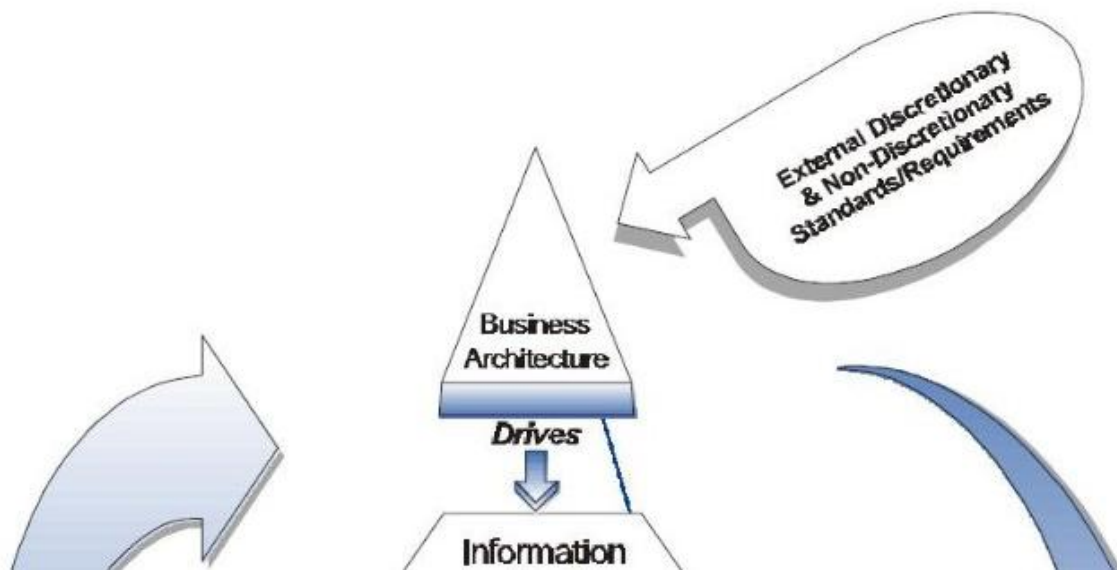 External Discretionary
& Non-Discretionary
Standards/Requirements
Business
Architecture
Drives
Information